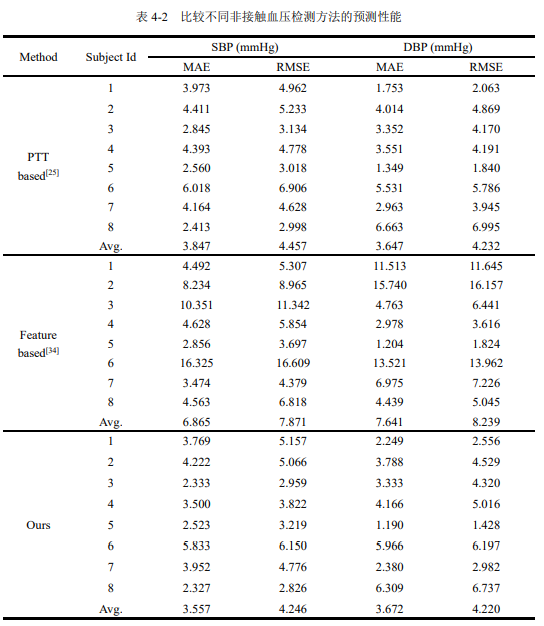 表 4-2 比较不同非接触血压检测方法的预测性能
Method Subject Id SBP (mmHg) DBP (mmHg)
MAE RMSE MAE RMSE
PTT based[25]
1 3.973 4.962 1.753 2.063
2 4.411 5.233 4.014 4.869
3 2.845 3.134 3.352 4.170
4 4.393 4.778 3.551 4.191
5 2.560 3.018 1.349 1.840
6 6.018 6.906 5.531 5.786
7 4.164 4.628 2.963 3.945
8 2.413 2.998 6.663 6.995
Avg. 3.847 4.457 3.647 4.232
Feature based[34]
1 4.492 5.307 11.513 11.645
2 8.234 8.965 15.740 16.157
3 10.351 11.342 4.763 6.441
4 4.628 5.854 2.978 3.616
5 2.856 3.697 1.204 1.824
6 16.325 16.609 13.521 13.962
7 3.474 4.379 6.975 7.226
8 4.563 6.818 4.439 5.045
Avg. 6.865 7.871 7.641 8.239
Ours
1 3.769 5.157 2.249 2.556
2 4.222 5.066 3.788 4.529
3 2.333 2.959 3.333 4.320
4 3.500 3.822 4.166 5.016
5 2.523 3.219 1.190 1.428
6 5.833 6.150 5.966 6.197
7 3.952 4.776 2.380 2.982
8 2.327 2.826 6.309 6.737
Avg. 3.557 4.246 3.672 4.220